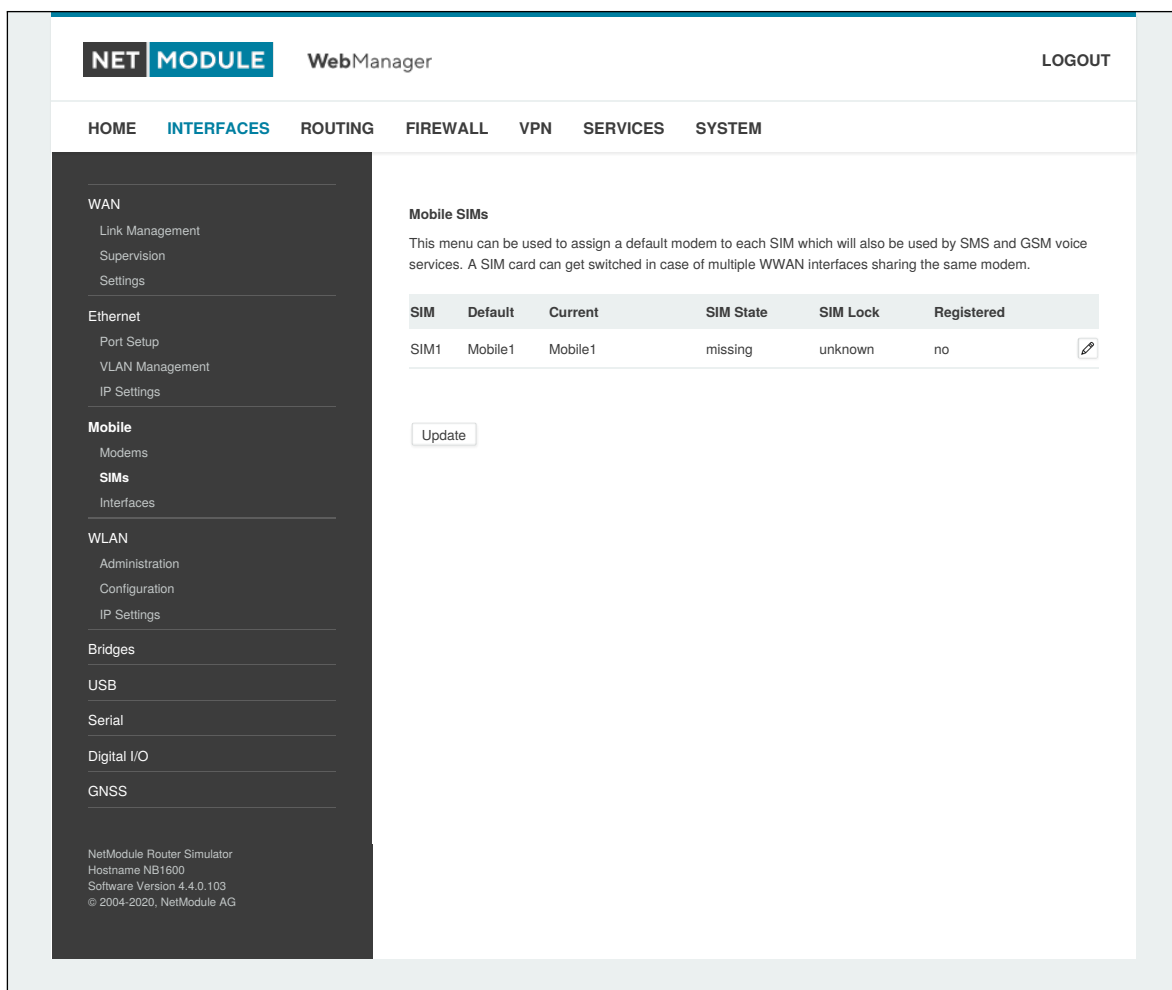 NET MODULE WebManager LOGOUT
HOME INTERFACES ROUTING FIREWALL VPN SERVICES SYSTEM
WAN
Link Management
Supervision
Settings
Ethernet
Port Setup
VLAN Management
IP Settings
Mobile
Modems
SIMs
Interfaces
WLAN
Administration
Configuration
IP Settings
Bridges
USB
Serial
Digital I/O
GNSS
NetModule Router Simulator
Hostname NB1600
Software Version 4.4.0.103
© 2004-2020, NetModule AG
Mobile SIMs
This menu can be used to assign a default modem to each SIM which will also be used by SMS and GSM voice
services. A SIM card can get switched in case of multiple WWAN interfaces sharing the same modem.
SIM Default Current SIM State SIM Lock Registered
SIM1 Mobile1 Mobile1 missing unknown no
Update